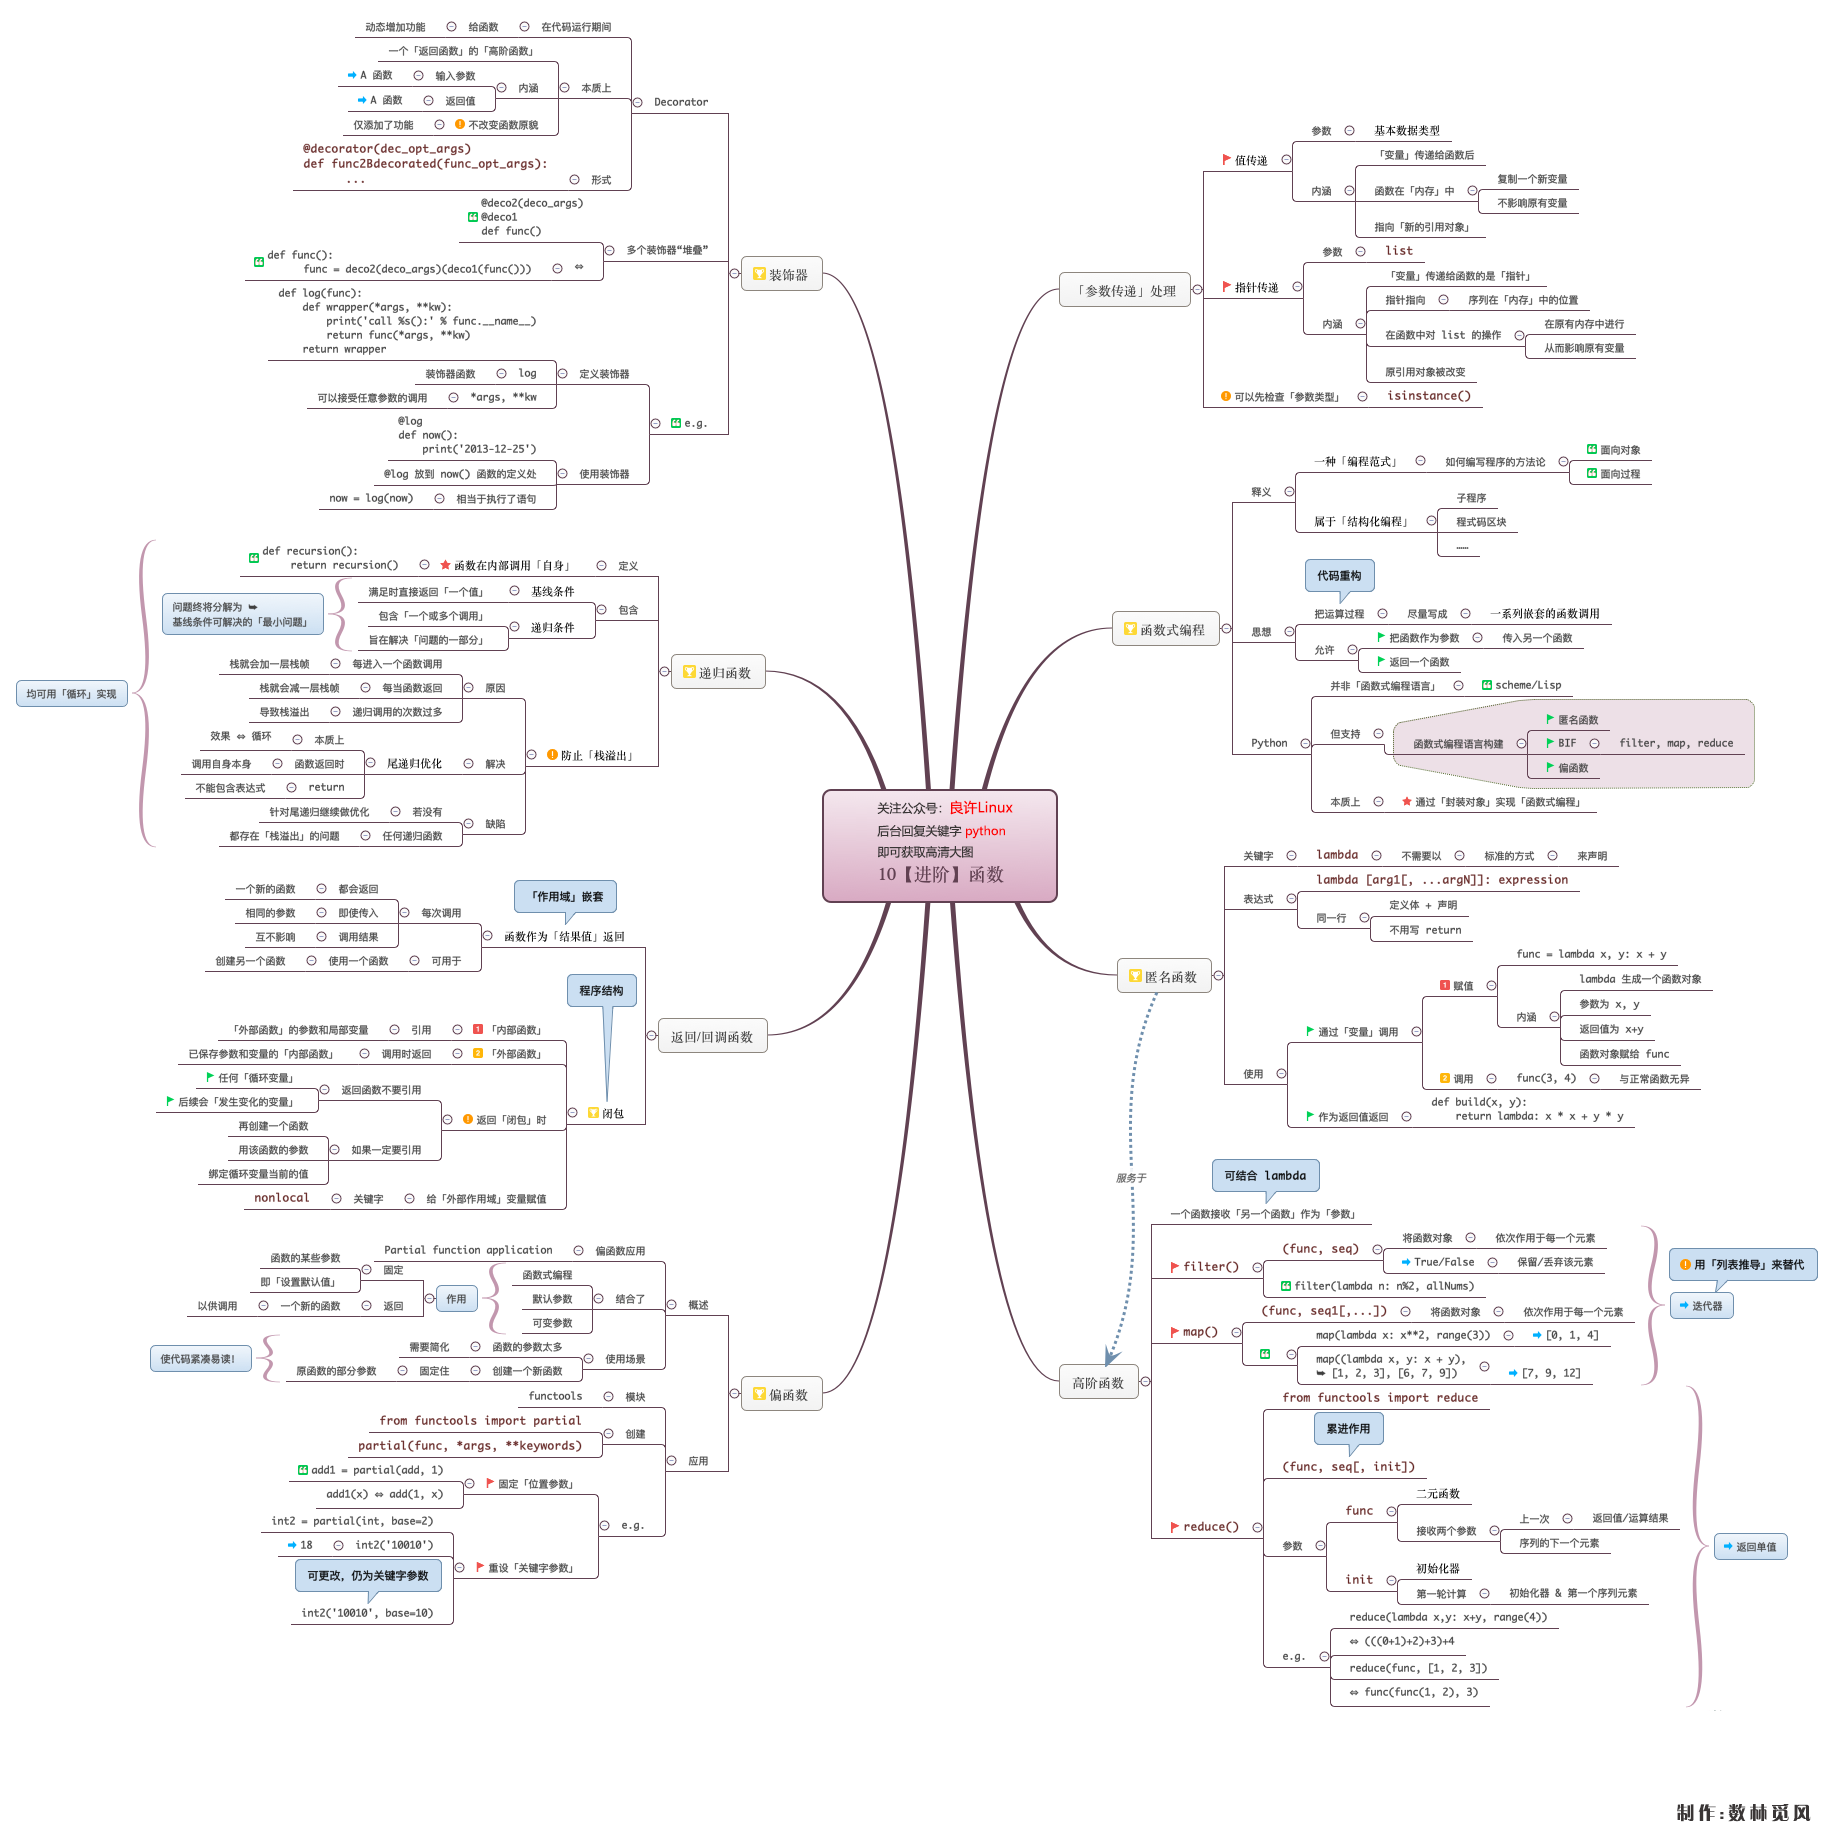 关注公众号：良许Linux
后台回复关键字 python
即可获取高清大图
10【进阶】函数
「参数传递」处理
值传递
参数
基本数据类型
内涵
「变量」传递给函数后
函数在「内存」中
复制一个新变量
不影响原有变量
指向「新的引用对象」
指针传递
参数
list
内涵
「变量」传递给函数的是「指针」
指针指向
序列在「内存」中的位置
在函数中对 list 的操作
在原有内存中进行
从而影响原有变量
原引用对象被改变
可以先检查「参数类型」
isinstance()
函数式编程
释义
一种「编程范式」
如何编写程序的方法论
面向对象
面向过程
属于「结构化编程」
子程序
程式码区块
……
代码重构
思想
把运算过程
尽量写成
一系列嵌套的函数调用
允许
把函数作为参数
传入另一个函数
返回一个函数
Python
并非「函数式编程语言」
scheme/Lisp
但支持
函数式编程语言构建
匿名函数
BIF
filter, map, reduce
偏函数
本质上
通过「封装对象」实现「函数式编程」
匿名函数
关键字
lambda
不需要以
标准的方式
来声明
表达式
lambda [arg1[, ...argN]]: expression
同一行
定义体 + 声明
不用写 return
使用
通过「变量」调用
1 赋值
func = lambda x, y: x + y
内涵
lambda 生成一个函数对象
参数为 x, y
返回值为 x+y
函数对象赋给 func
2 调用
func(3, 4)
与正常函数无异
作为返回值返回
def build(x, y):
return lambda: x * x + y * y
服务于
高阶函数
可结合 lambda
一个函数接收「另一个函数」作为「参数」
filter()
(func, seq)
将函数对象
依次作用于每一个元素
True/False
保留/丢弃该元素
filter(lambda n: n%2, allNums)
map()
(func, seq1[,...])
将函数对象
依次作用于每一个元素
map(lambda x: x**2, range(3))
[0, 1, 4]
map((lambda x, y: x + y),
➥ [1, 2, 3], [6, 7, 9])
[7, 9, 12]
用「列表推导」来替代
迭代器
reduce()
from functools import reduce
累进作用
(func, seq[, init])
参数
func
二元函数
接收两个参数
上一次
返回值/运算结果
序列的下一个元素
init
初始化器
第一轮计算
初始化器 & 第一个序列元素
e.g.
reduce(lambda x,y: x+y, range(4))
⇔ (((0+1)+2)+3)+4
reduce(func, [1, 2, 3])
⇔ func(func(1, 2), 3)
返回单值
装饰器
Decorator
在代码运行期间
给函数
动态增加功能
本质上
一个「返回函数」的「高阶函数」
内涵
输入参数
A 函数
返回值
A 函数
不改变函数原貌
仅添加了功能
形式
@decorator(dec_opt_args)
def func2Bdecorated(func_opt_args):
...
多个装饰器“堆叠”
@deco2(deco_args)
@deco1
def func()
⇔
def func():
func = deco2(deco_args)(deco1(func()))
e.g.
定义装饰器
def log(func):
def wrapper(*args, **kw):
print('call %s():' % func.__name__)
return func(*args, **kw)
return wrapper
log
装饰器函数
*args, **kw
可以接受任意参数的调用
使用装饰器
@log
def now():
print('2013-12-25')
@log 放到 now() 函数的定义处
相当于执行了语句
now = log(now)
递归函数
定义
函数在内部调用「自身」
def recursion():
return recursion()
包含
基线条件
满足时直接返回「一个值」
递归条件
包含「一个或多个调用」
旨在解决「问题的一部分」
问题终将分解为 ➥
基线条件可解决的「最小问题」
防止「栈溢出」
原因
每进入一个函数调用
栈就会加一层栈帧
每当函数返回
栈就会减一层栈帧
递归调用的次数过多
导致栈溢出
解决
尾递归优化
本质上
效果 ⇔ 循环
函数返回时
调用自身本身
return
不能包含表达式
缺陷
若没有
针对尾递归继续做优化
任何递归函数
都存在「栈溢出」的问题
均可用「循环」实现
返回/回调函数
「作用域」嵌套
函数作为「结果值」返回
每次调用
都会返回
一个新的函数
即使传入
相同的参数
调用结果
互不影响
可用于
使用一个函数
创建另一个函数
程序结构
闭包
1 「内部函数」
引用
「外部函数」的参数和局部变量
2 「外部函数」
调用时返回
已保存参数和变量的「内部函数」
返回「闭包」时
返回函数不要引用
任何「循环变量」
后续会「发生变化的变量」
如果一定要引用
再创建一个函数
用该函数的参数
绑定循环变量当前的值
给「外部作用域」变量赋值
关键字
nonlocal
偏函数
概述
偏函数应用
Partial function application
结合了
函数式编程
默认参数
可变参数
作用
固定
函数的某些参数
即「设置默认值」
返回
一个新的函数
以供调用
使用场景
函数的参数太多
需要简化
创建一个新函数
固定住
原函数的部分参数
使代码紧凑易读！
应用
模块
functools
创建
from functools import partial
partial(func, *args, **keywords)
e.g.
固定「位置参数」
add1 = partial(add, 1)
add1(x) ⇔ add(1, x)
重设「关键字参数」
int2 = partial(int, base=2)
int2('10010')
18
可更改，仍为关键字参数
int2('10010', base=10)
制作:数林觅风